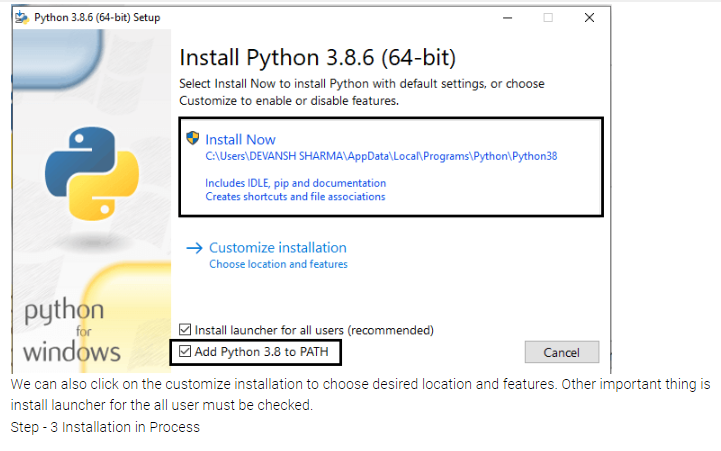 Python 3.8.6 (64-bit) Setup
Install Python 3.8.6 (64-bit)
Select Install Now to install Python with default settings, or choose
Customize to enable or disable features.
Install Now
C:\Users\DEVANSH SHARMA\AppData\Local\Programs\Python\Python38
Includes IDLE, pip and documentation
Creates shortcuts and file associations
Customize installation
Choose location and features
python
for
windows
Install launcher for all users (recommended)
Add Python 3.8 to PATH
Cancel
We can also click on the customize installation to choose desired location and features. Other important thing is
install launcher for the all user must be checked.
Step - 3 Installation in Process